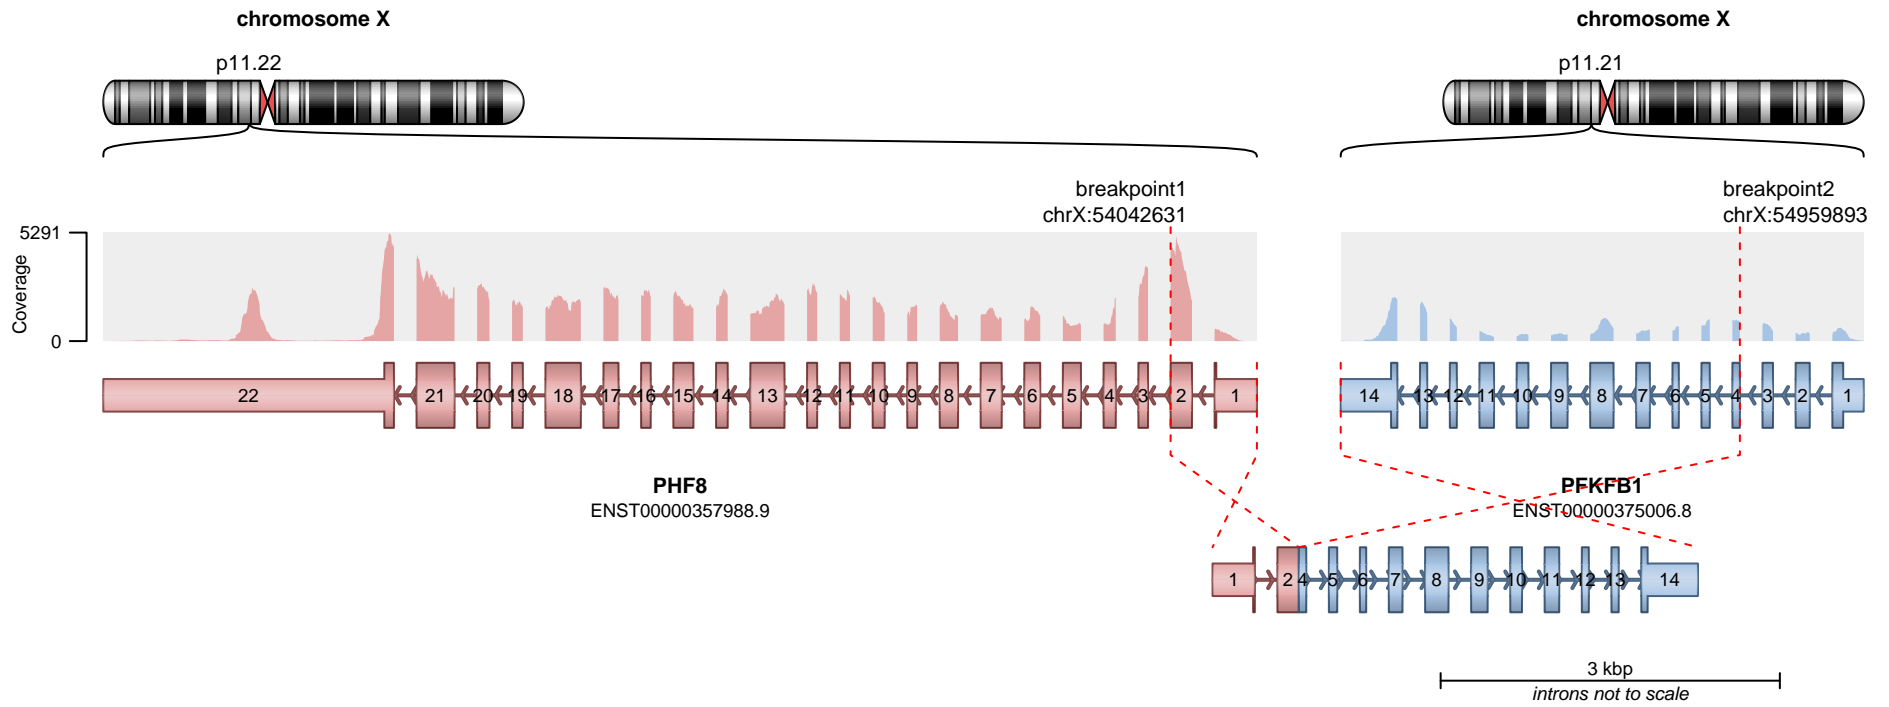 chromosome X
chromosome X
p11.22
p11.21
breakpoint1
chrX:54042631
breakpoint2
chrX:54959893
5291
Coverage
0
22 21 20 19 18 17 16 15 14 13 12 11 10 9 8 7 6 5 4 3 2 1
14 13 12 11 10 9 8 7 6 5 4 3 2 1
PHF8
ENST00000357988.9
PFKFB1
ENST00000375006.8
1 2 4 5 6 7 8 9 10 11 12 13 14
3 kbp
introns not to scale